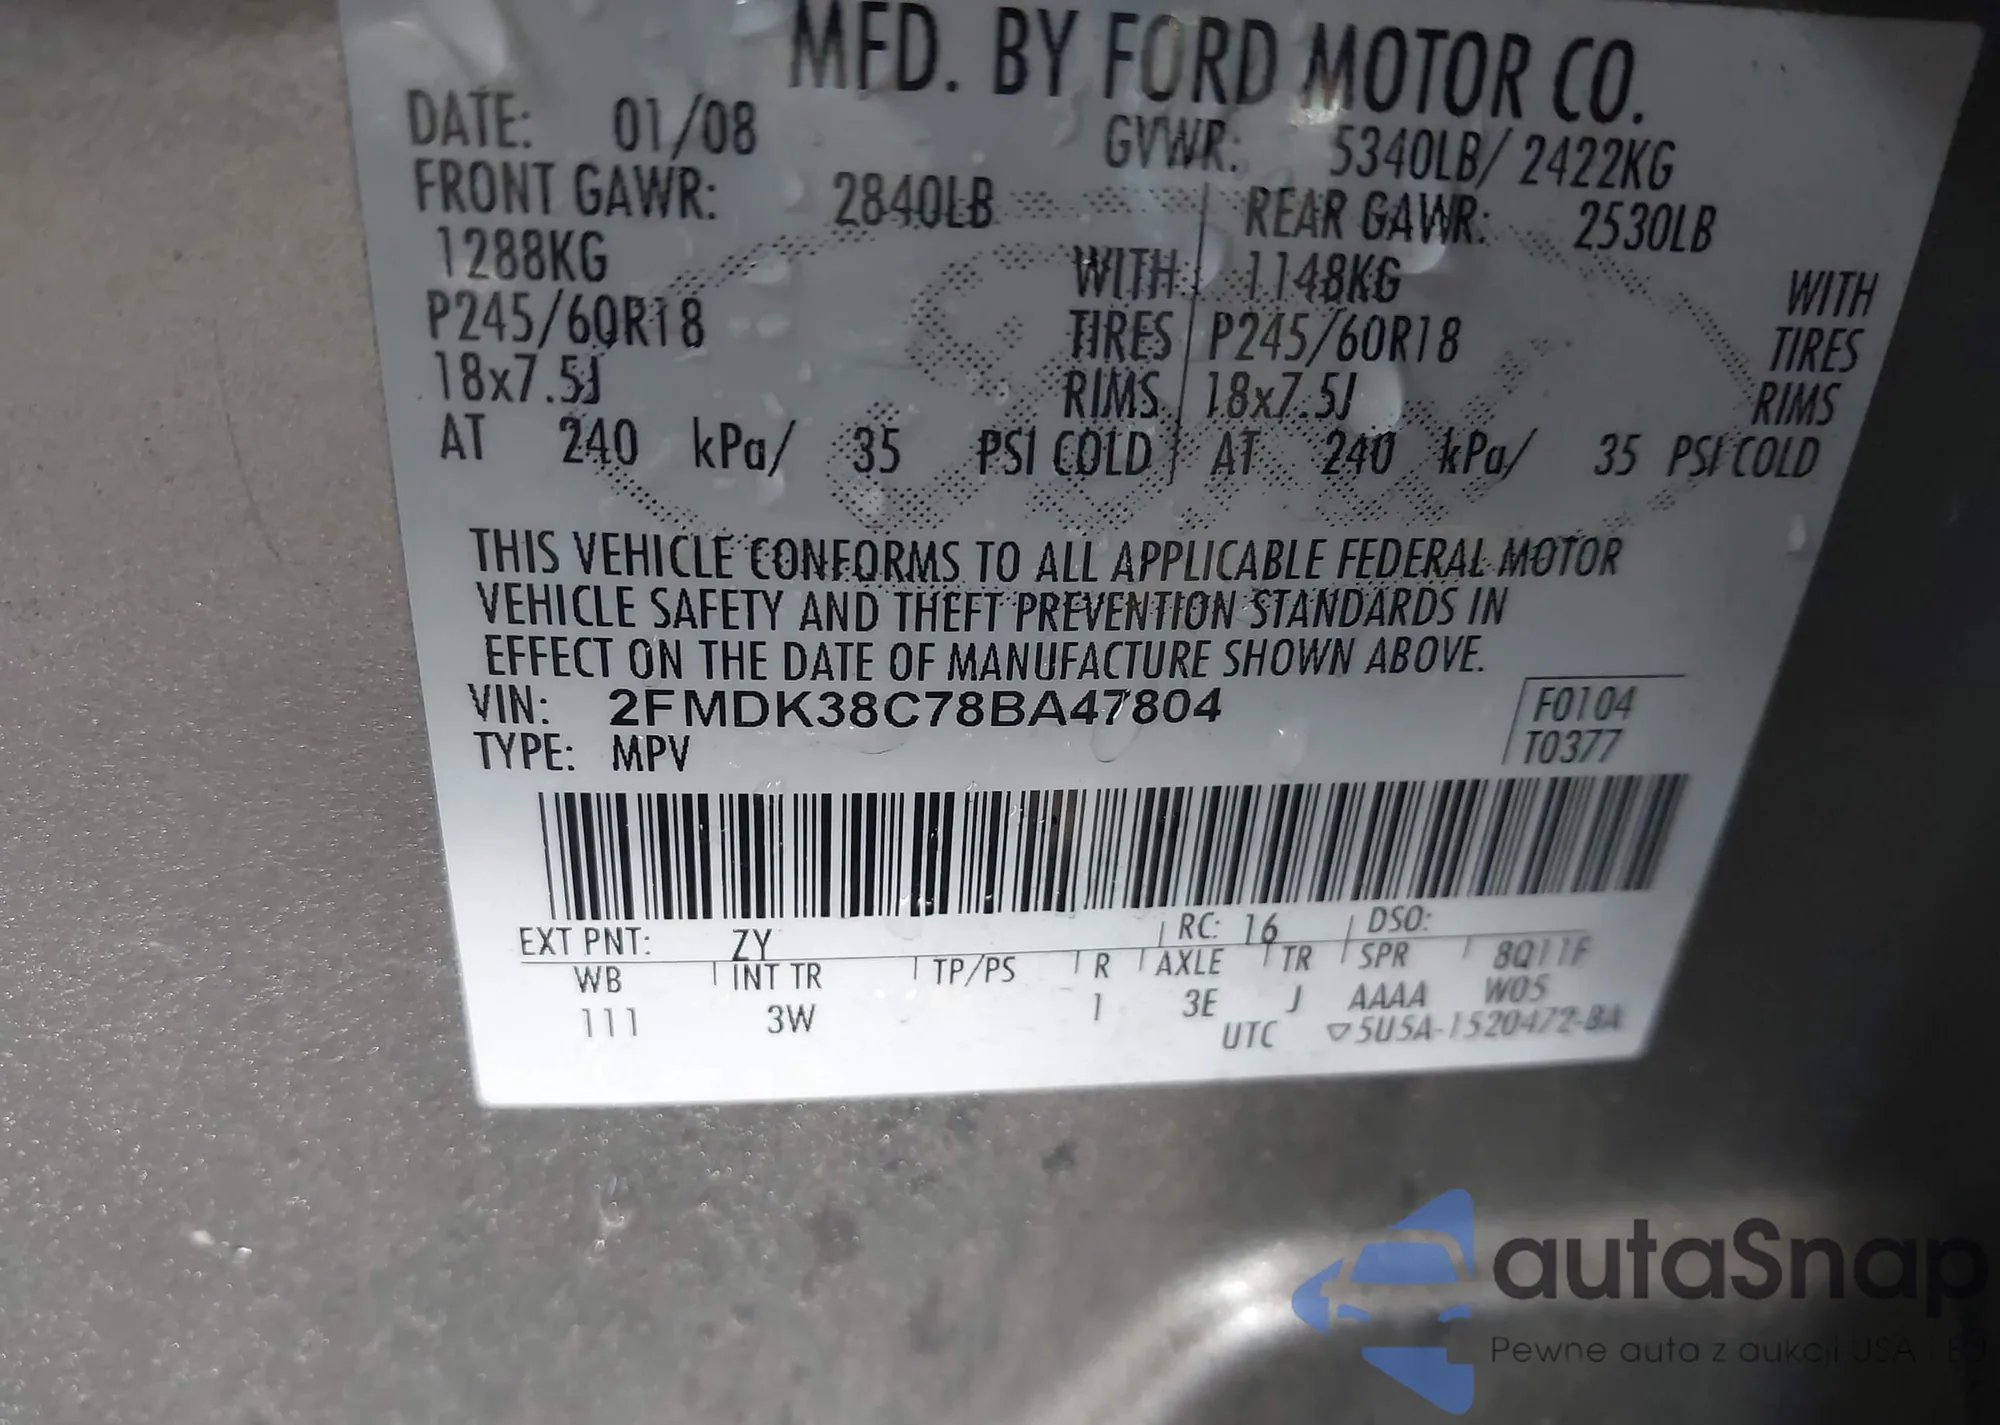 MFD. BY FORD MOTOR CO.
DATE: 01/08 GVWR: 5340LB/ 2422KG
FRONT GAWR: 2840LB REAR GAWR: 2530LB
1288KG WITH 1148KG WITH
P245/60R18 TIRES P245/60R18 TIRES
18x7.5J RIMS 18x7.5J RIMS
AT 240 kPa/ 35 PSI COLD AT 240 kPa/ 35 PSI COLD
THIS VEHICLE CONFORMS TO ALL APPLICABLE FEDERAL MOTOR
VEHICLE SAFETY AND THEFT PREVENTION STANDARDS IN
EFFECT ON THE DATE OF MANUFACTURE SHOWN ABOVE.
VIN: 2FMDK38C78BA47804 F0104
TYPE: MPV T0377
EXT PNT: ZY RC: 16 DSO:
WB INT TR TP/PS R AXLE TR SPR 8Q11F
111 3W 1 3E J AAAA W05
UTC ▽5U5A-1520472-BA
autaSnap
Pewne auta z aukcji USA i EU